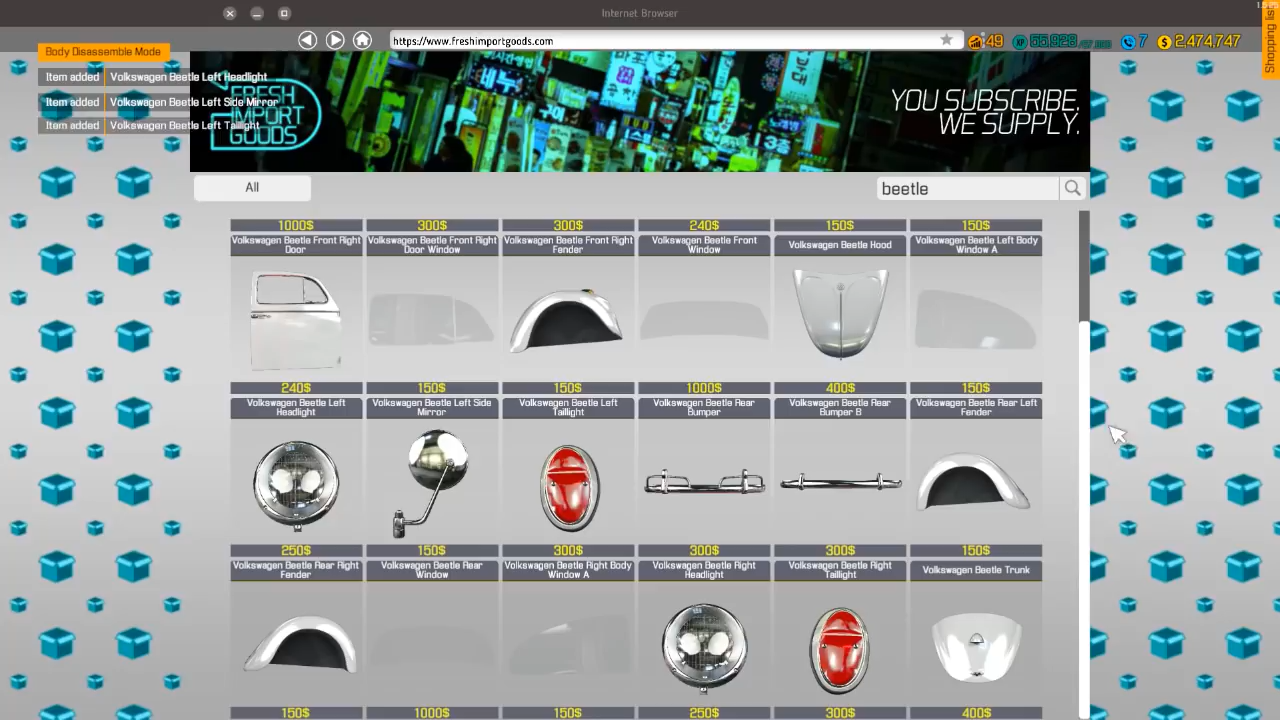 Internet Browser
1.5.25
Shopping list
https://www.freshimportgoods.com
49
7
2,474,747
Body Disassemble Mode
Item added Volkswagen Beetle Left Headlight
Item added Volkswagen Beetle Left Side Mirror
Item added Volkswagen Beetle Left Taillight
FRESH
IMPORT
GOODS
YOU SUBSCRIBE,
WE SUPPLY.
All
beetle
1000$ 300$ 300$ 240$ 150$ 150$
Volkswagen Beetle Front Right
Door
Volkswagen Beetle Front Right
Door Window
Volkswagen Beetle Front Right
Fender
Volkswagen Beetle Front
Window
Volkswagen Beetle Hood
Volkswagen Beetle Left Body
Window A
240$ 150$ 150$ 1000$ 400$ 150$
Volkswagen Beetle Left
Headlight
Volkswagen Beetle Left Side
Mirror
Volkswagen Beetle Left
Taillight
Volkswagen Beetle Rear
Bumper
Volkswagen Beetle Rear
Bumper B
Volkswagen Beetle Rear Left
Fender
250$ 150$ 300$ 300$ 300$ 150$
Volkswagen Beetle Rear Right
Fender
Volkswagen Beetle Rear
Window
Volkswagen Beetle Right Body
Window A
Volkswagen Beetle Right
Headlight
Volkswagen Beetle Right
Taillight
Volkswagen Beetle Trunk
150$ 1000$ 150$ 250$ 300$ 400$